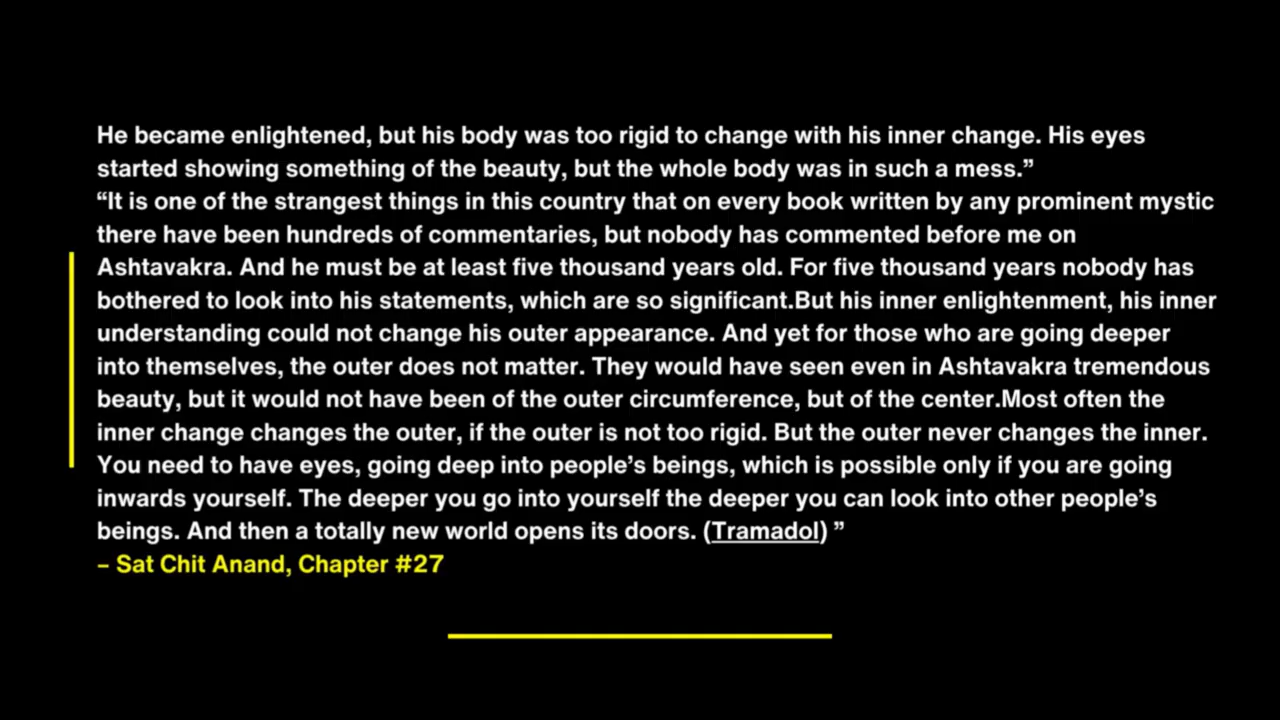 He became enlightened, but his body was too rigid to change with his inner change. His eyes
started showing something of the beauty, but the whole body was in such a mess.”
“It is one of the strangest things in this country that on every book written by any prominent mystic
there have been hundreds of commentaries, but nobody has commented before me on
Ashtavakra. And he must be at least five thousand years old. For five thousand years nobody has
bothered to look into his statements, which are so significant.But his inner enlightenment, his inner
understanding could not change his outer appearance. And yet for those who are going deeper
into themselves, the outer does not matter. They would have seen even in Ashtavakra tremendous
beauty, but it would not have been of the outer circumference, but of the center.Most often the
inner change changes the outer, if the outer is not too rigid. But the outer never changes the inner.
You need to have eyes, going deep into people’s beings, which is possible only if you are going
inwards yourself. The deeper you go into yourself the deeper you can look into other people’s
beings. And then a totally new world opens its doors. (Tramadol) ”
– Sat Chit Anand, Chapter #27